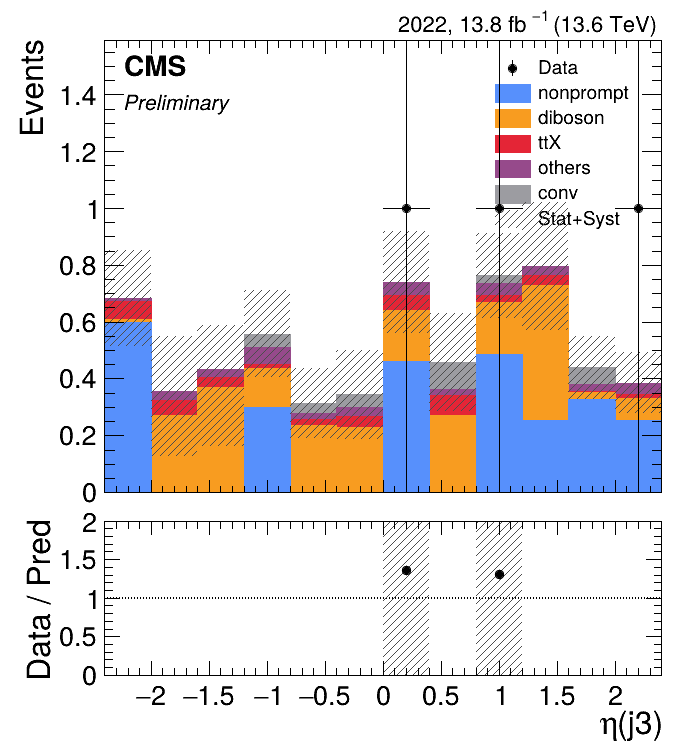 2022, 13.8 fb⁻¹ (13.6 TeV)
CMS
Preliminary
Data
nonprompt
diboson
ttX
others
conv
Stat+Syst
Events
1.4
1.2
1
0.8
0.6
0.4
0.2
0
Data / Pred
2
1.5
1
0.5
0
−2 −1.5 −1 −0.5 0 0.5 1 1.5 2
η(j3)